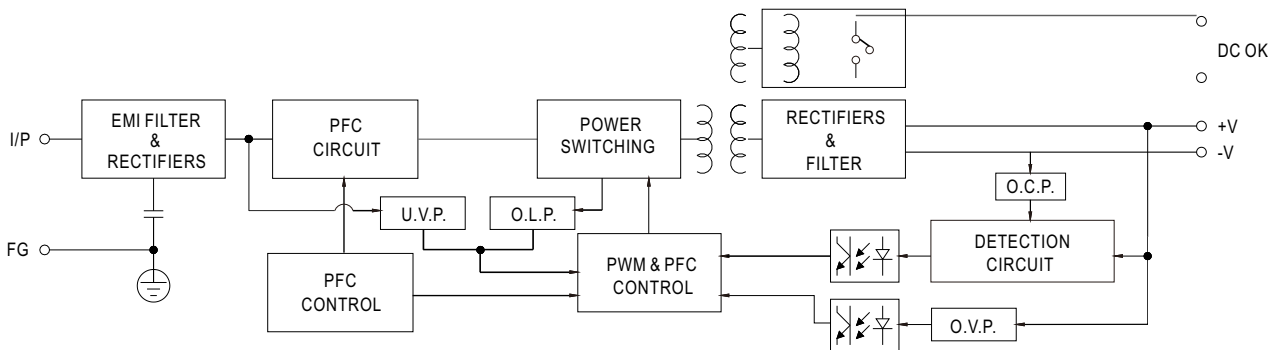 DC OK
I/P
EMI FILTER
&
RECTIFIERS
PFC
CIRCUIT
POWER
SWITCHING
RECTIFIERS
&
FILTER
+V
-V
O.C.P.
U.V.P.
O.L.P.
FG
PFC
CONTROL
PWM & PFC
CONTROL
DETECTION
CIRCUIT
O.V.P.